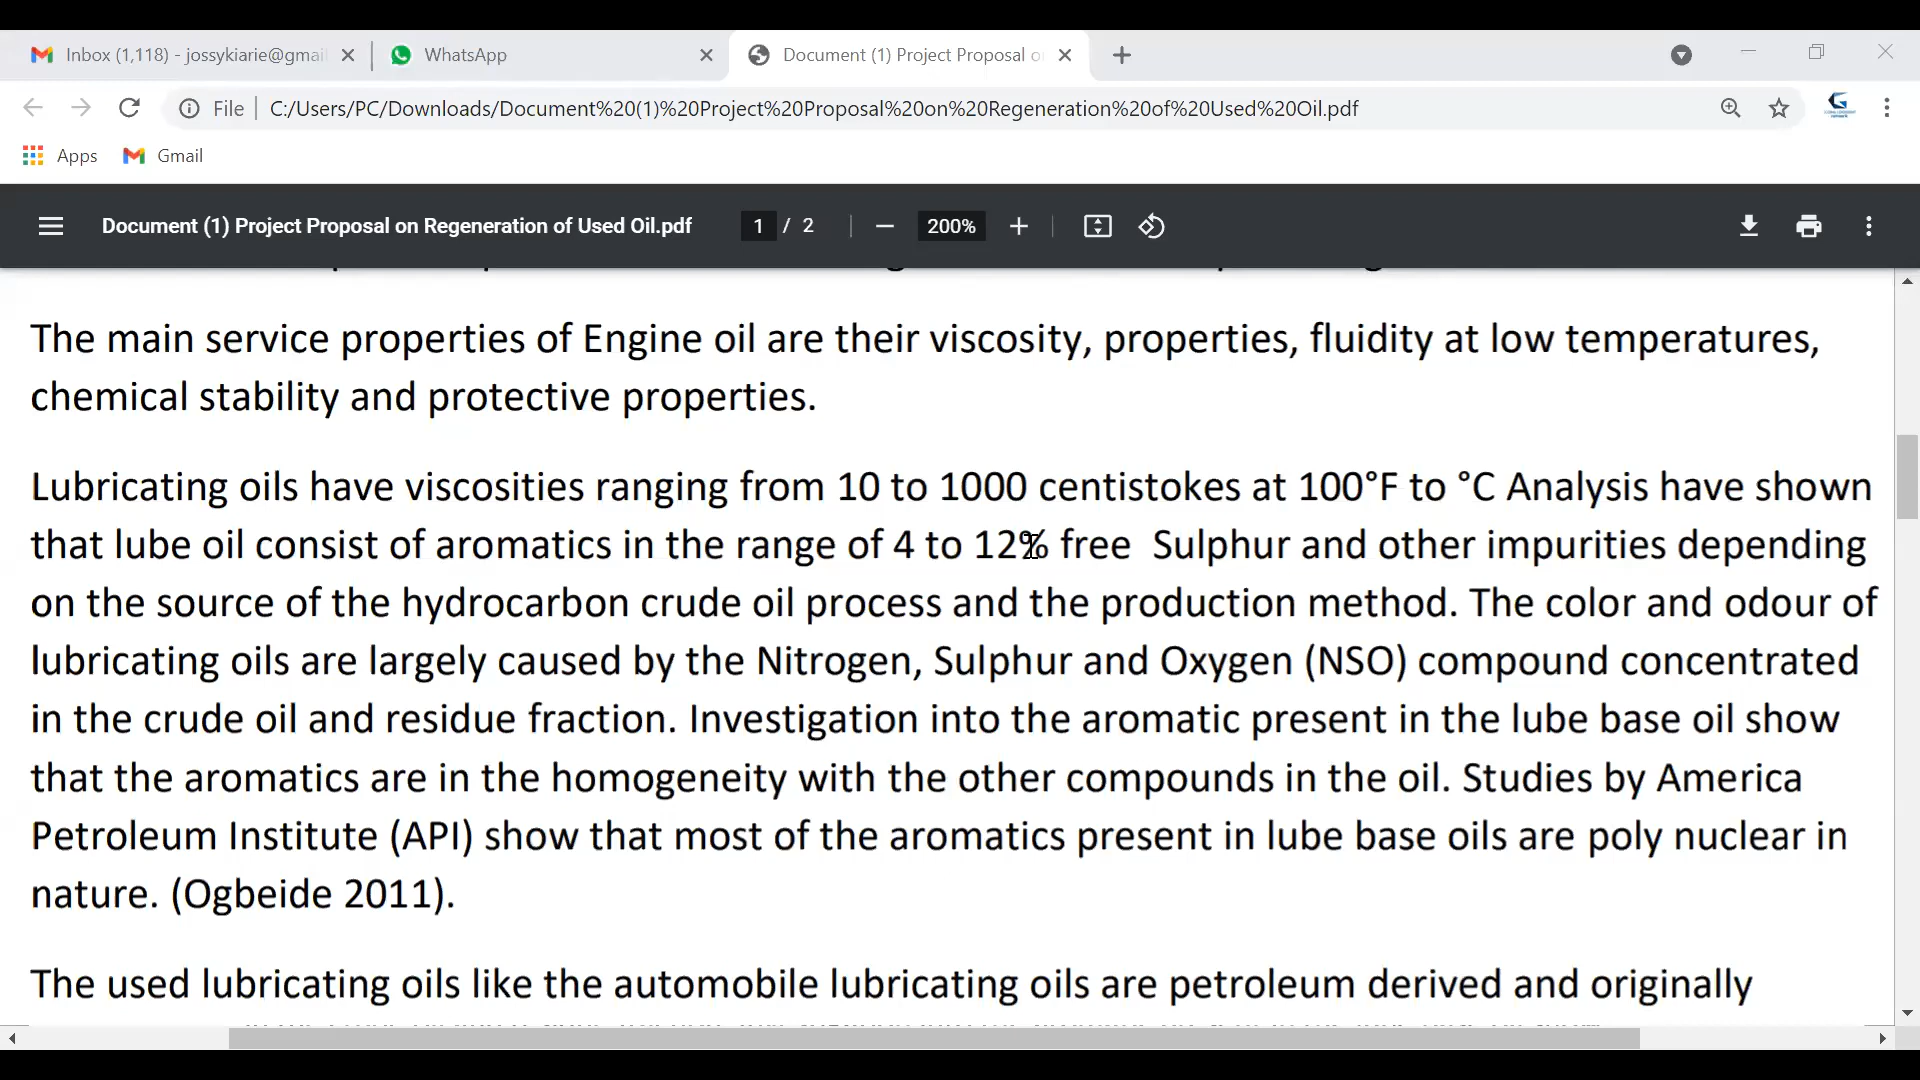 Inbox (1,118) - jossykiarie@gmai
WhatsApp
Document (1) Project Proposal o
File
C:/Users/PC/Downloads/Document%20(1)%20Project%20Proposal%20on%20Regeneration%20of%20Used%20Oil.pdf
Apps
Gmail
Document (1) Project Proposal on Regeneration of Used Oil.pdf
1 / 2
200%
The main service properties of Engine oil are their viscosity, properties, fluidity at low temperatures,
chemical stability and protective properties.
Lubricating oils have viscosities ranging from 10 to 1000 centistokes at 100°F to °C Analysis have shown
that lube oil consist of aromatics in the range of 4 to 12% free  Sulphur and other impurities depending
on the source of the hydrocarbon crude oil process and the production method. The color and odour of
lubricating oils are largely caused by the Nitrogen, Sulphur and Oxygen (NSO) compound concentrated
in the crude oil and residue fraction. Investigation into the aromatic present in the lube base oil show
that the aromatics are in the homogeneity with the other compounds in the oil. Studies by America
Petroleum Institute (API) show that most of the aromatics present in lube base oils are poly nuclear in
nature. (Ogbeide 2011).
The used lubricating oils like the automobile lubricating oils are petroleum derived and originally